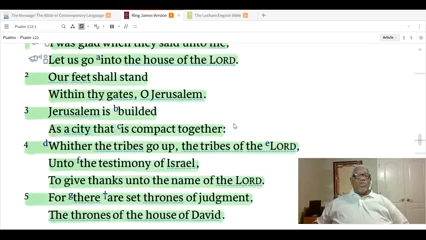 The Message: The Bible in Contemporary Language
King James Version
The Lexham English Bible
Psalm 122:1
Article
Psalms › Psalm 122:1
I was glad when they said unto me,
Let us go a into the house of the LORD.
2 Our feet shall stand
Within thy gates, O Jerusalem.
3 Jerusalem is b builded
As a city that c is compact together:
4 d Whither the tribes go up, the tribes of the e LORD,
Unto f the testimony of Israel,
To give thanks unto the name of the LORD.
5 For g there † are set thrones of judgment,
The thrones of the house of David.